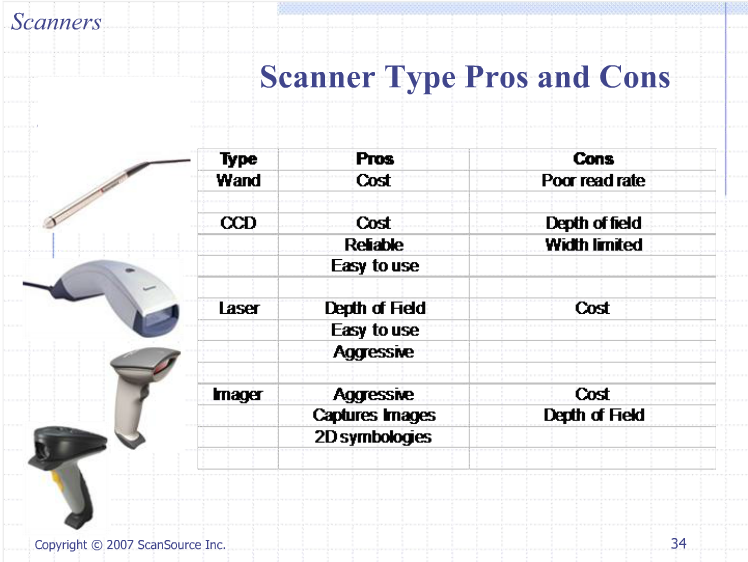 Scanners
Scanner Type Pros and Cons
Type Pros Cons
Wand Cost Poor read rate
CCD Cost Depth of field
Reliable Width limited
Easy to use
Laser Depth of Field Cost
Easy to use
Aggressive
Imager Aggressive Cost
Captures Images Depth of Field
2D symbologies
Copyright © 2007 ScanSource Inc. 34